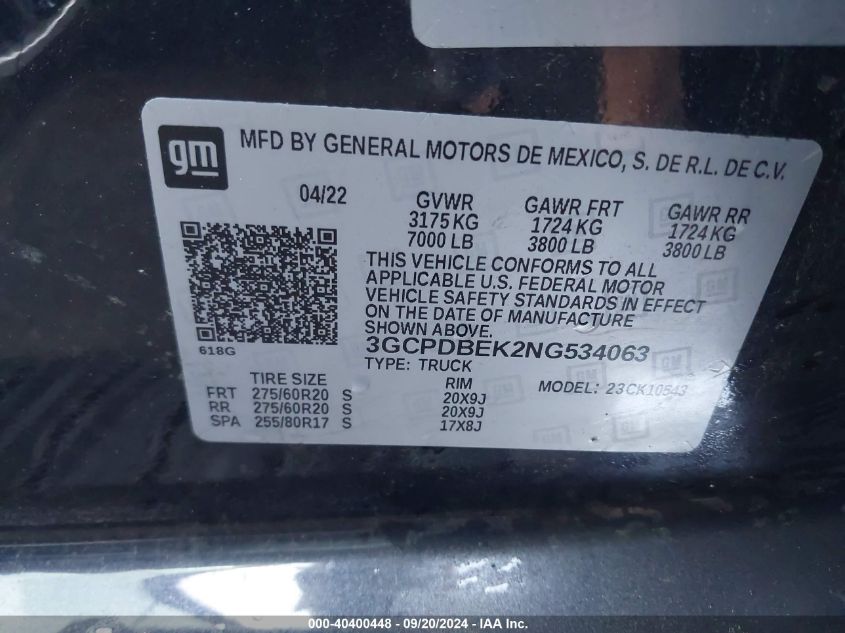 gm
MFD BY GENERAL MOTORS DE MEXICO, S. DE R.L. DE C.V.
04/22
GVWR GAWR FRT GAWR RR
3175 KG 1724 KG 1724 KG
7000 LB 3800 LB 3800 LB
THIS VEHICLE CONFORMS TO ALL
APPLICABLE U.S. FEDERAL MOTOR
VEHICLE SAFETY STANDARDS IN EFFECT
ON THE DATE OF MANUFACTURE
SHOWN ABOVE.
618G
3GCPDBEK2NG534063
TYPE: TRUCK
TIRE SIZE RIM MODEL: 23CK10543
FRT 275/60R20 S 20X9J
RR 275/60R20 S 20X9J
SPA 255/80R17 S 17X8J
000-40400448 - 09/20/2024 - IAA Inc.